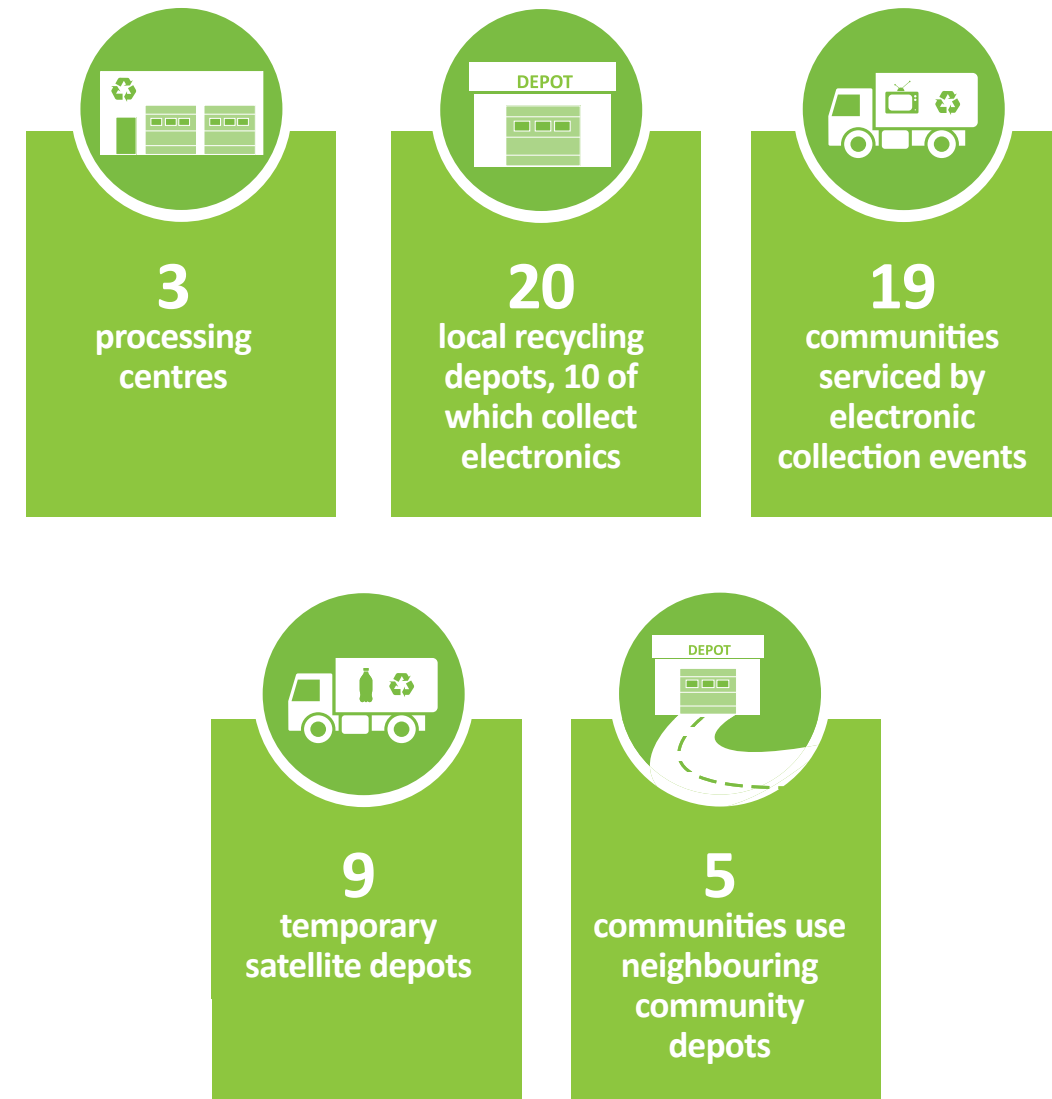 3
processing
centres
DEPOT
20
local recycling
depots, 10 of
which collect
electronics
19
communities
serviced by
electronic
collection events
9
temporary
satellite depots
DEPOT
5
communities use
neighbouring
community
depots